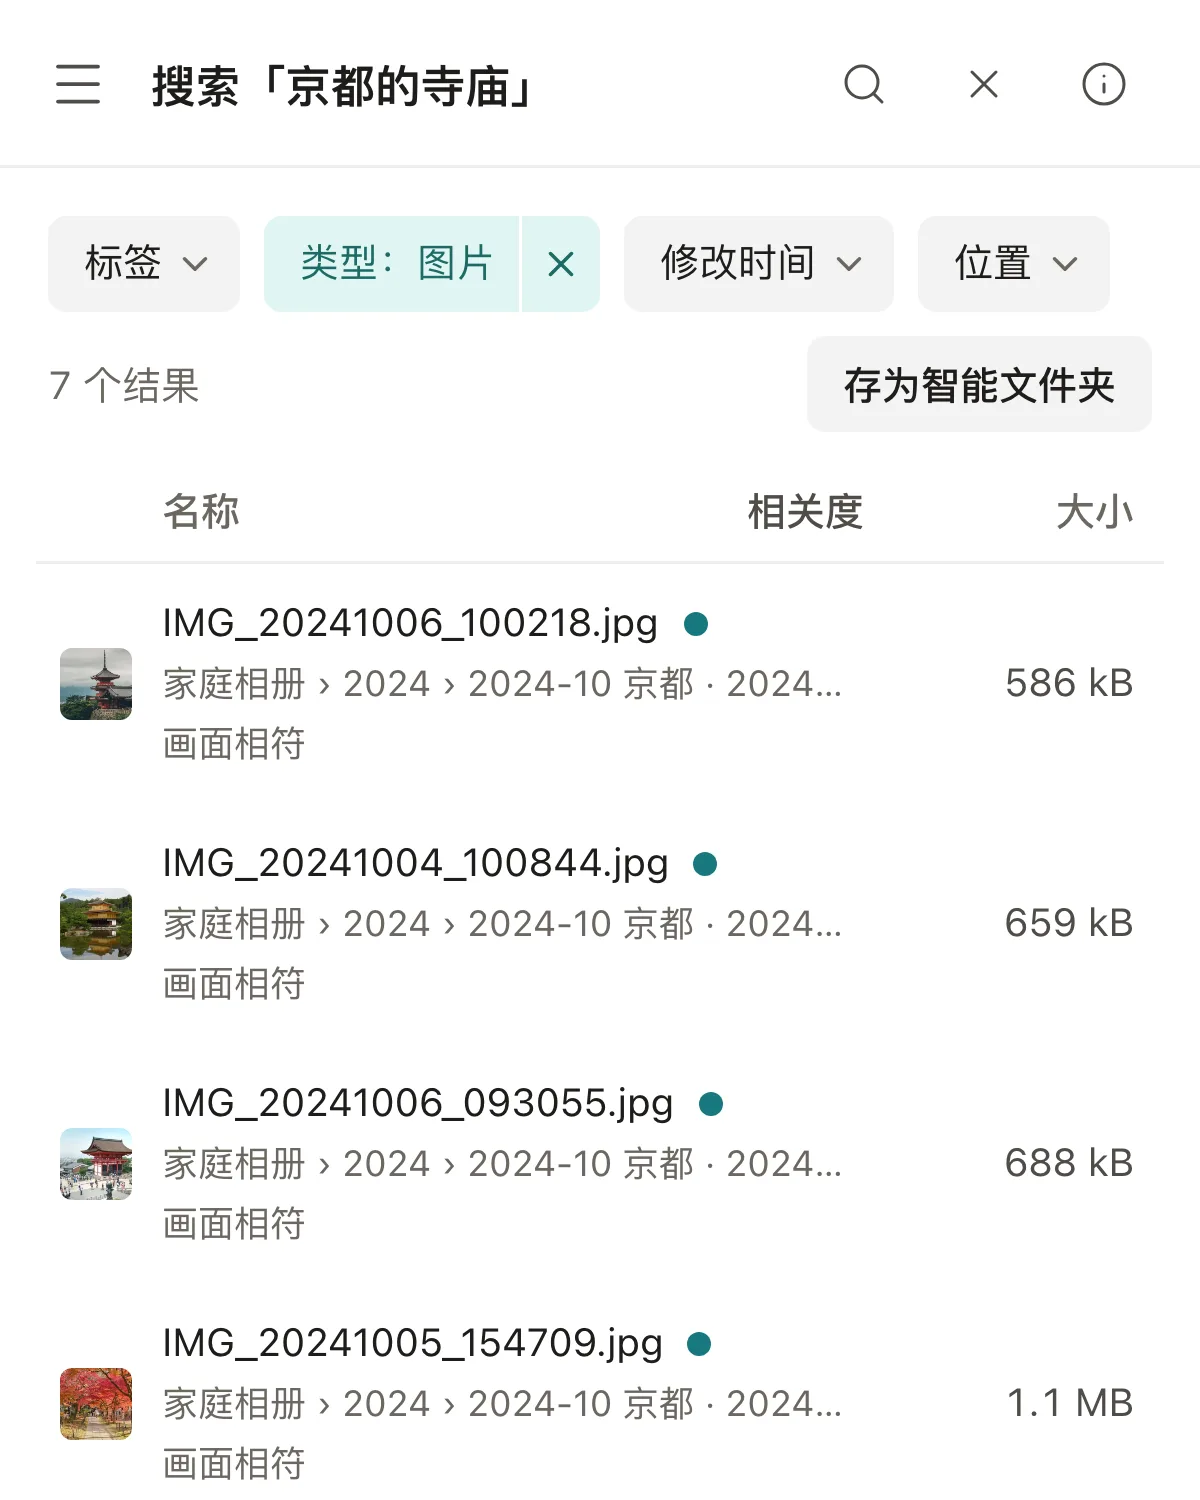 搜索「京都的寺庙」
标签 类型：图片 修改时间 位置
7 个结果 存为智能文件夹
名称 相关度 大小
IMG_20241006_100218.jpg
家庭相册 › 2024 › 2024-10 京都 · 2024... 586 kB
画面相符
IMG_20241004_100844.jpg
家庭相册 › 2024 › 2024-10 京都 · 2024... 659 kB
画面相符
IMG_20241006_093055.jpg
家庭相册 › 2024 › 2024-10 京都 · 2024... 688 kB
画面相符
IMG_20241005_154709.jpg
家庭相册 › 2024 › 2024-10 京都 · 2024... 1.1 MB
画面相符